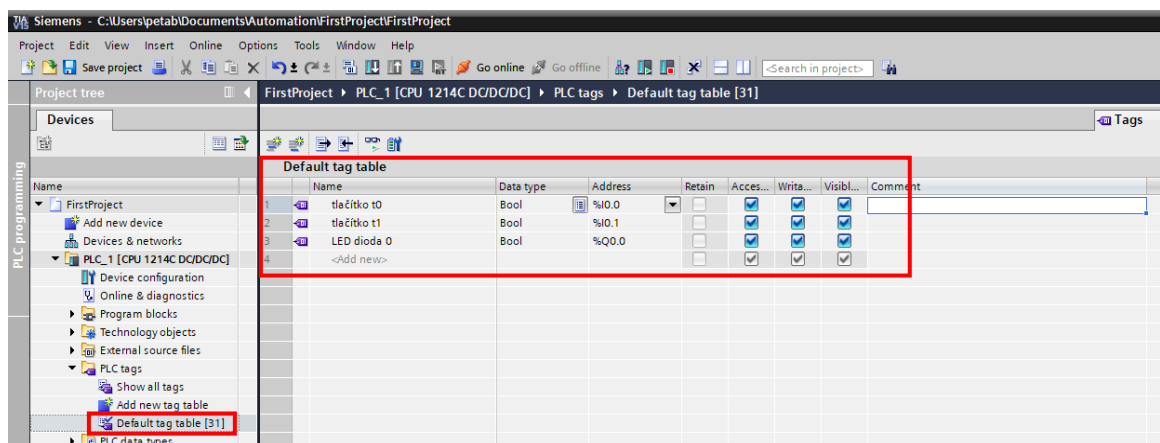 Siemens - C:\Users\petab\Documents\Automation\FirstProject\FirstProject
Project Edit View Insert Online Options Tools Window Help
Save project Go online Go offline <Search in project>
Project tree
FirstProject PLC_1 [CPU 1214C DC/DC/DC] PLC tags Default tag table [31]
Devices
Tags
PLC programming
Default tag table
Name
Name Data type Address Retain Acces... Writa... Visibl... Comment
FirstProject
1 tlačítko t0 Bool %I0.0
Add new device
2 tlačítko t1 Bool %I0.1
Devices & networks
3 LED dioda 0 Bool %Q0.0
PLC_1 [CPU 1214C DC/DC/DC]
4 <Add new>
Device configuration
Online & diagnostics
Program blocks
Technology objects
External source files
PLC tags
Show all tags
Add new tag table
Default tag table [31]
PLC data types